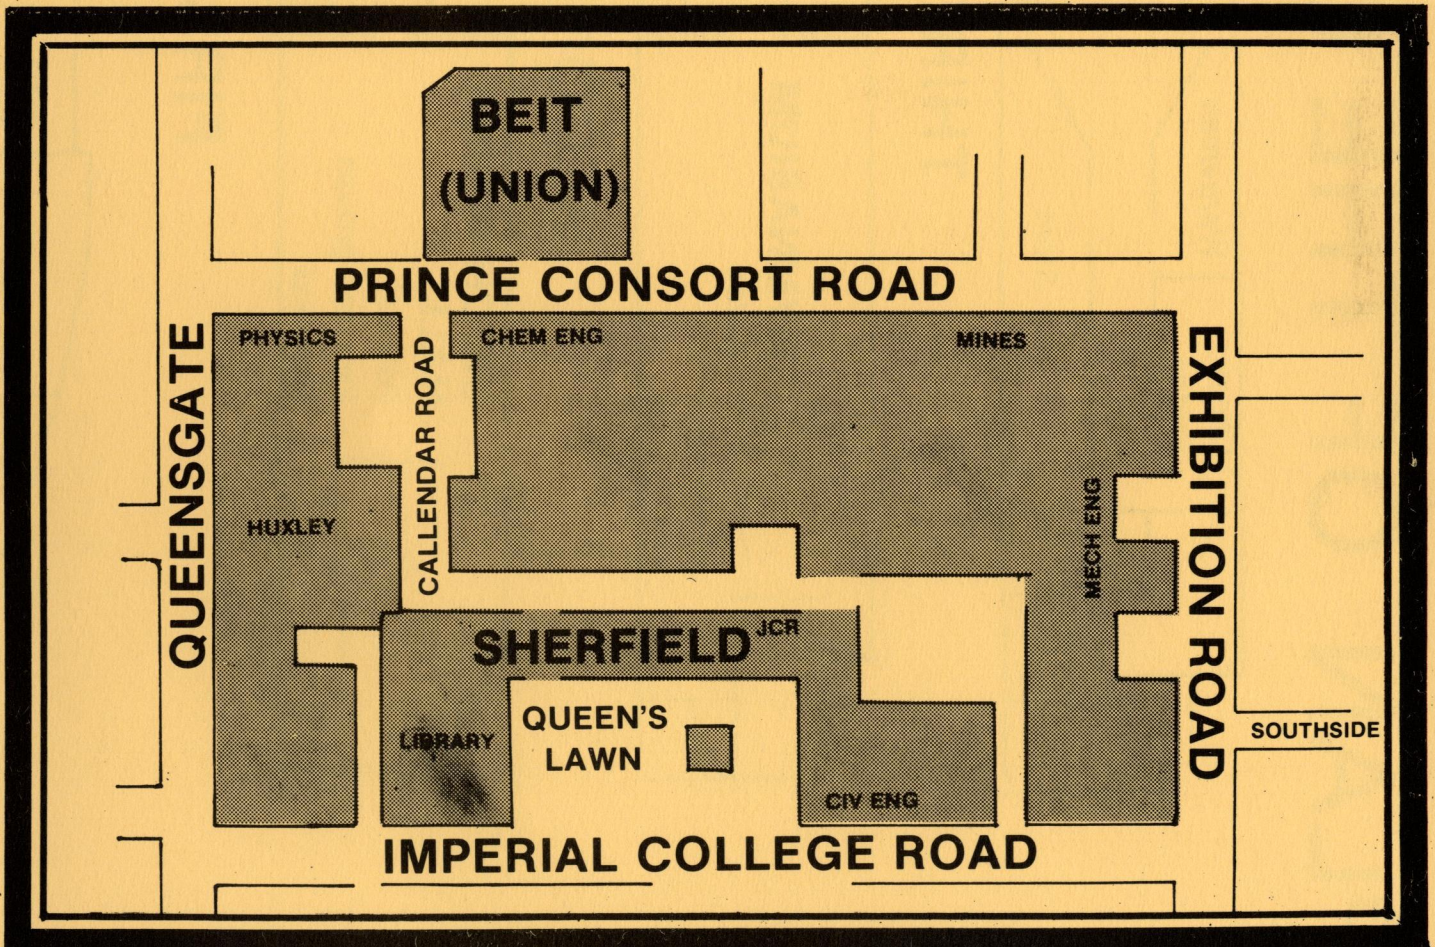 BEIT
(UNION)
PRINCE CONSORT ROAD
PHYSICS
CHEM ENG
MINES
QUEENSGATE
CALLENDAR ROAD
EXHIBITION ROAD
HUXLEY
MECH ENG
SHERFIELD
JCR
QUEEN'S
LAWN
LIBRARY
SOUTHSIDE
CIV ENG
IMPERIAL COLLEGE ROAD